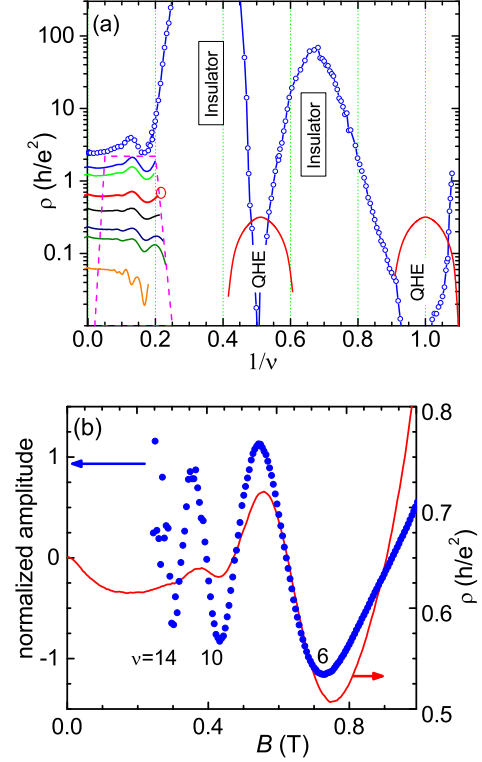 (a)
100
10
1
0.1
ρ (h/e²)
Insulator
Insulator
QHE
QHE
0.0 0.2 0.4 0.6 0.8 1.0
1/ν
(b)
1
0
-1
normalized amplitude
0.8
0.7
0.6
0.5
ρ (h/e²)
ν=14 10 6
0.0 0.4 0.8
B (T)